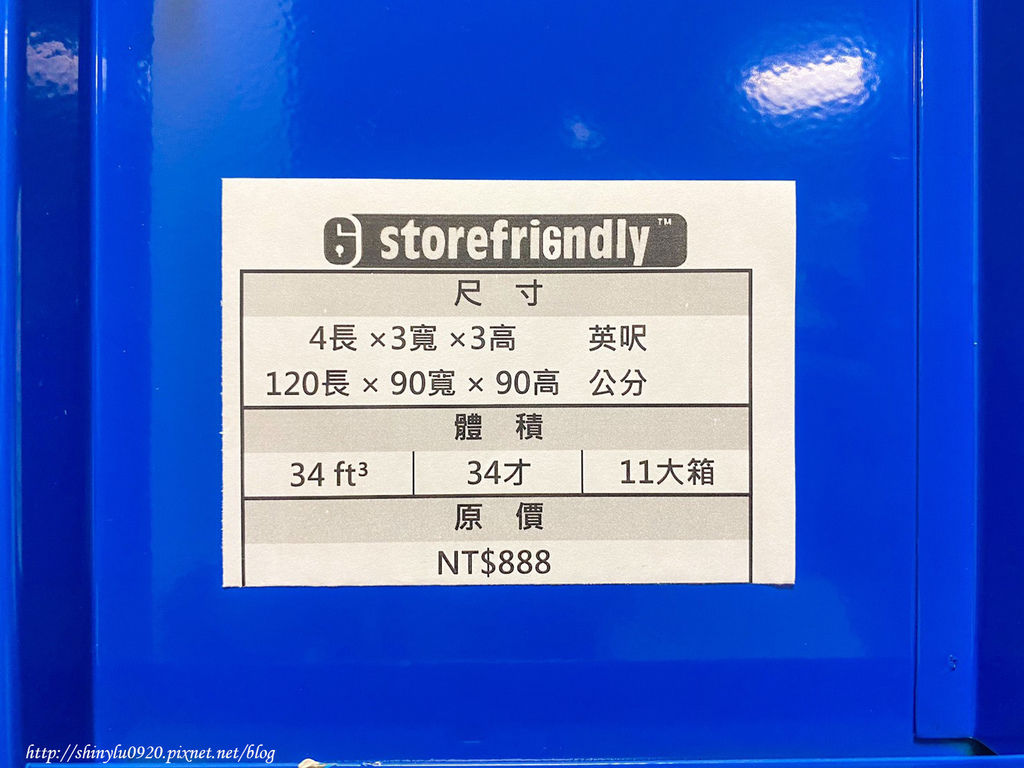 storefriendly™
尺 寸
4長 ×3寬 ×3高 英呎
120長 × 90寬 × 90高 公分
體 積
34 ft³ 34才 11大箱
原 價
NT$888
http://shinylu0920.pixnet.net/blog